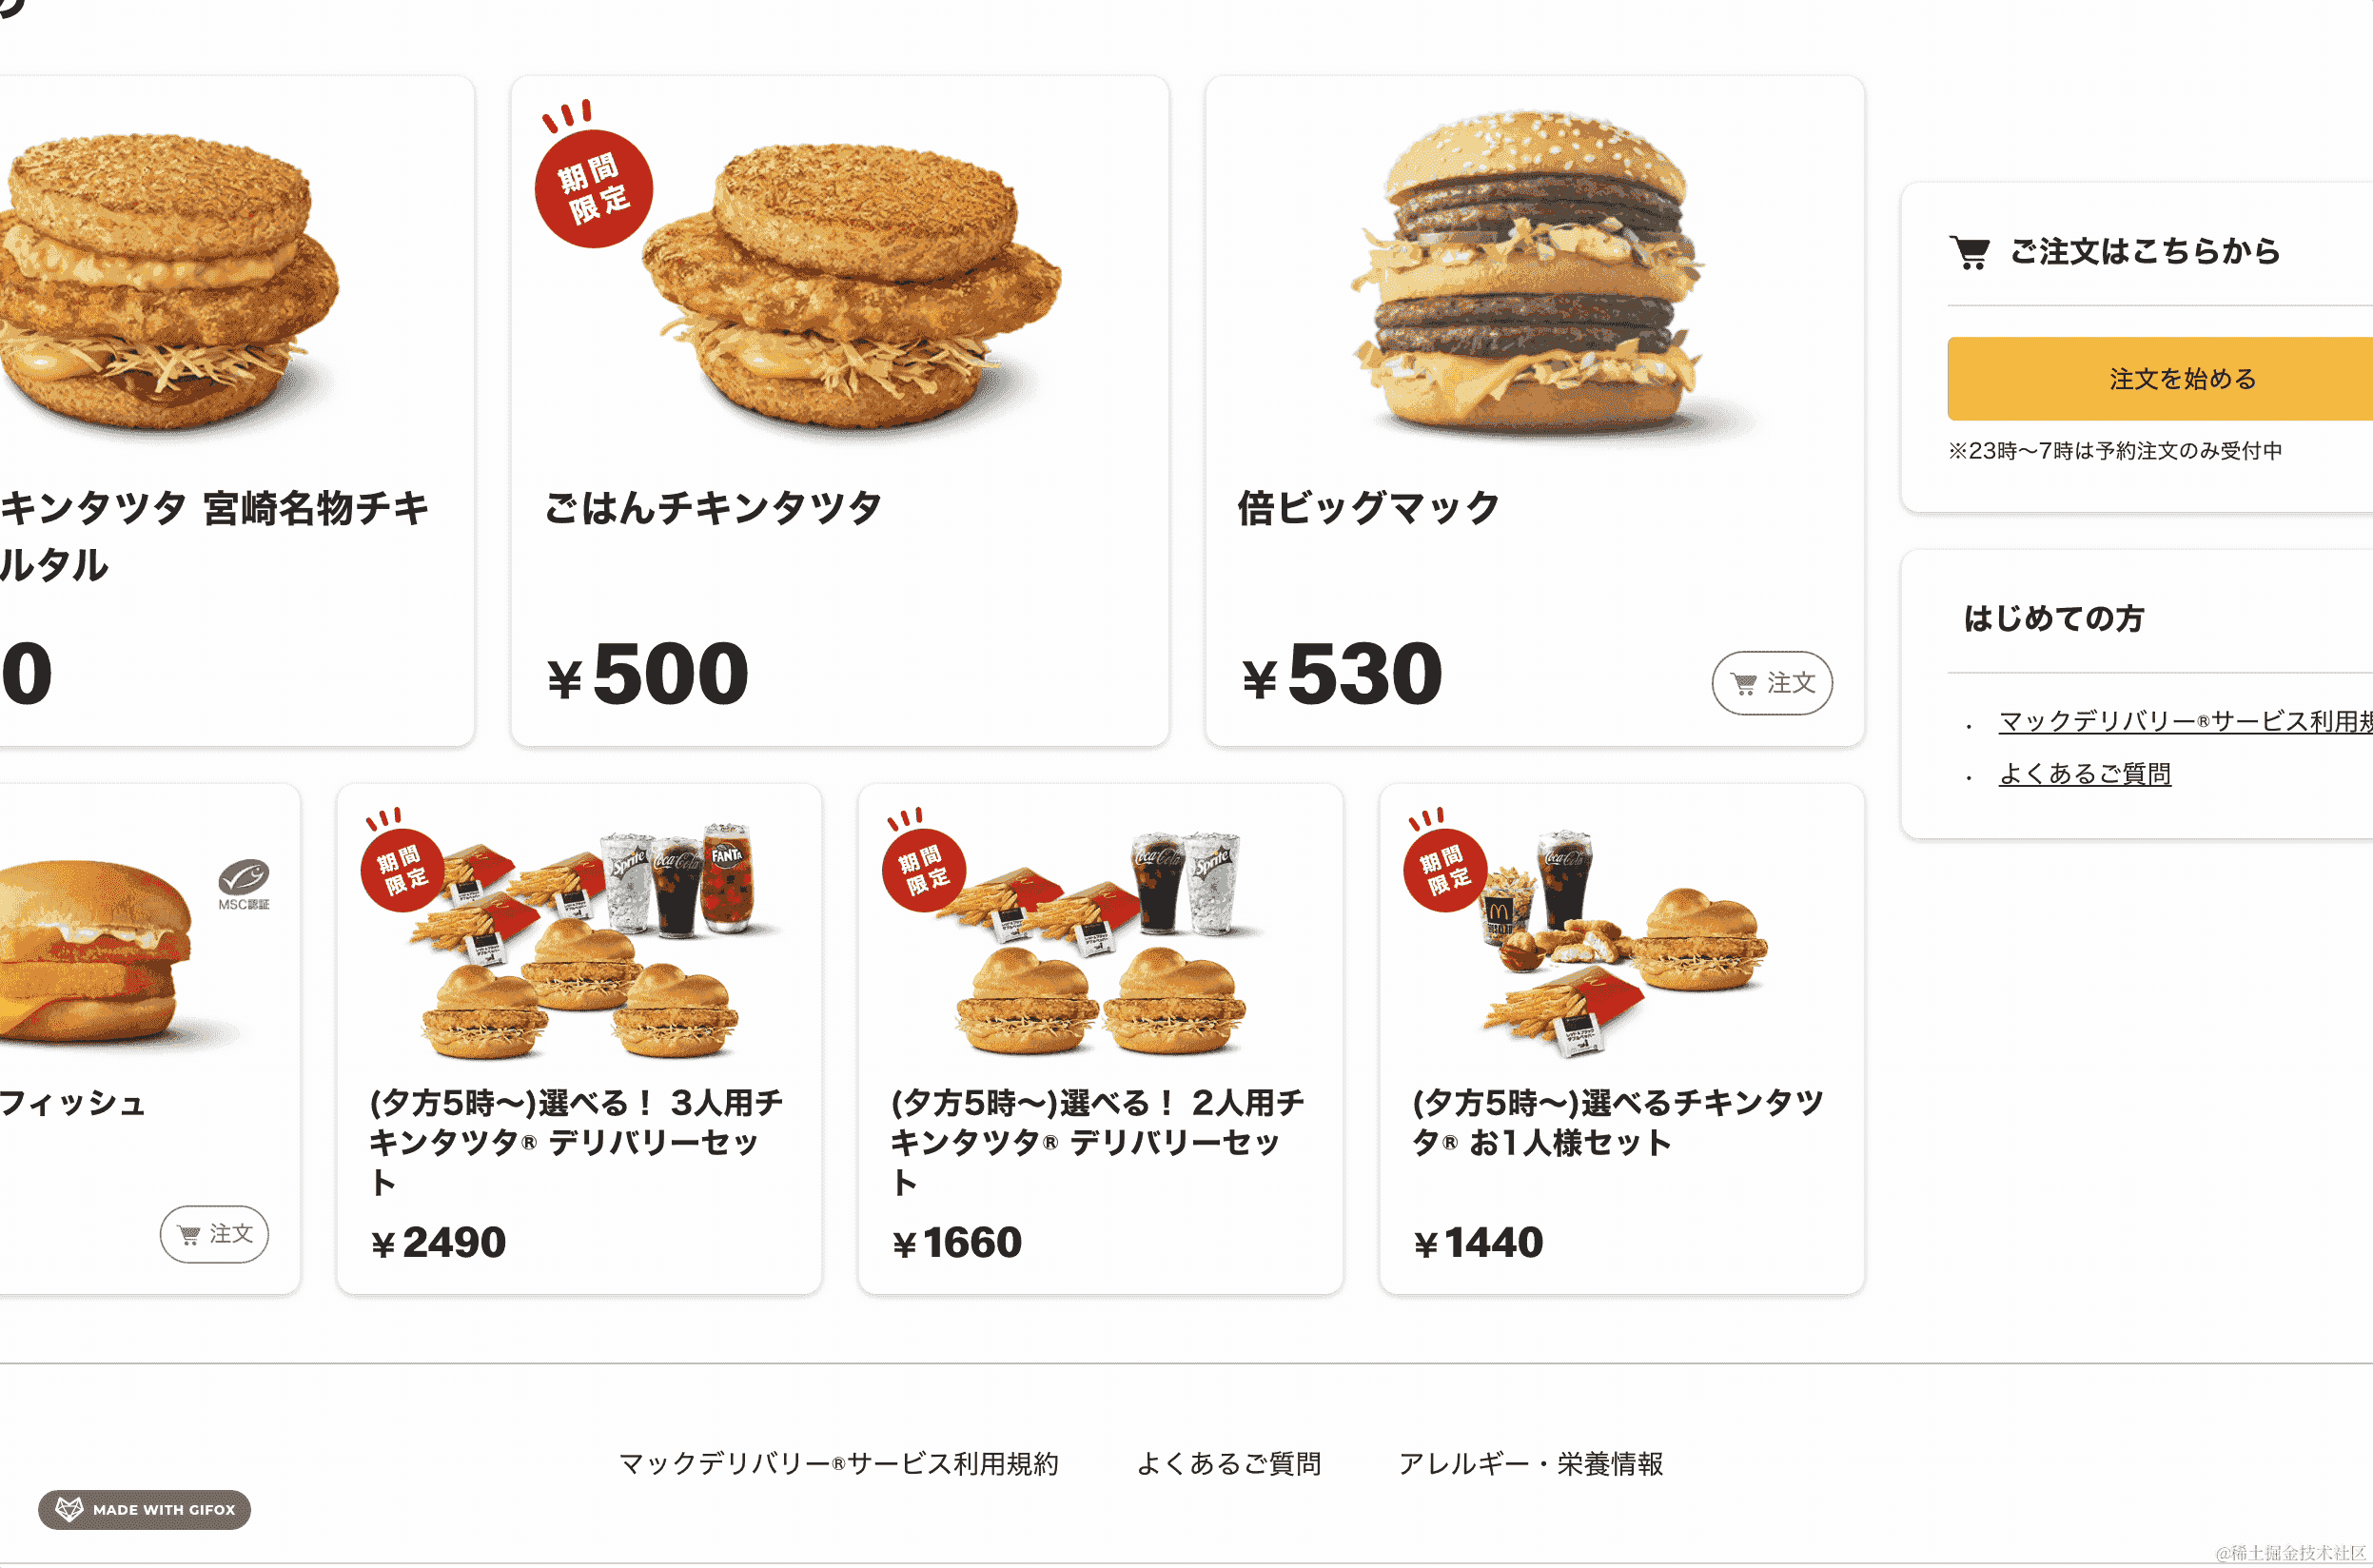 期間
限定
ご注文はこちらから
注文を始める
※23時〜7時は予約注文のみ受付中
キンタツタ 宮崎名物チキ
ルタル
0
ごはんチキンタツタ
¥500
倍ビッグマック
¥530
注文
はじめての方
・ マックデリバリー®サービス利用規
・ よくあるご質問
MSC認証
フィッシュ
注文
期間
限定
Sprite
Coca-Cola
FANTA
(夕方5時〜)選べる！ 3人用チ
キンタツタ® デリバリーセッ
ト
¥2490
期間
限定
Coca-Cola
Sprite
(夕方5時〜)選べる！ 2人用チ
キンタツタ® デリバリーセッ
ト
¥1660
期間
限定
Coca-Cola
(夕方5時〜)選べるチキンタツ
タ® お1人様セット
¥1440
マックデリバリー®サービス利用規約
よくあるご質問
アレルギー・栄養情報
MADE WITH GIFOX
@稀土掘金技术社区